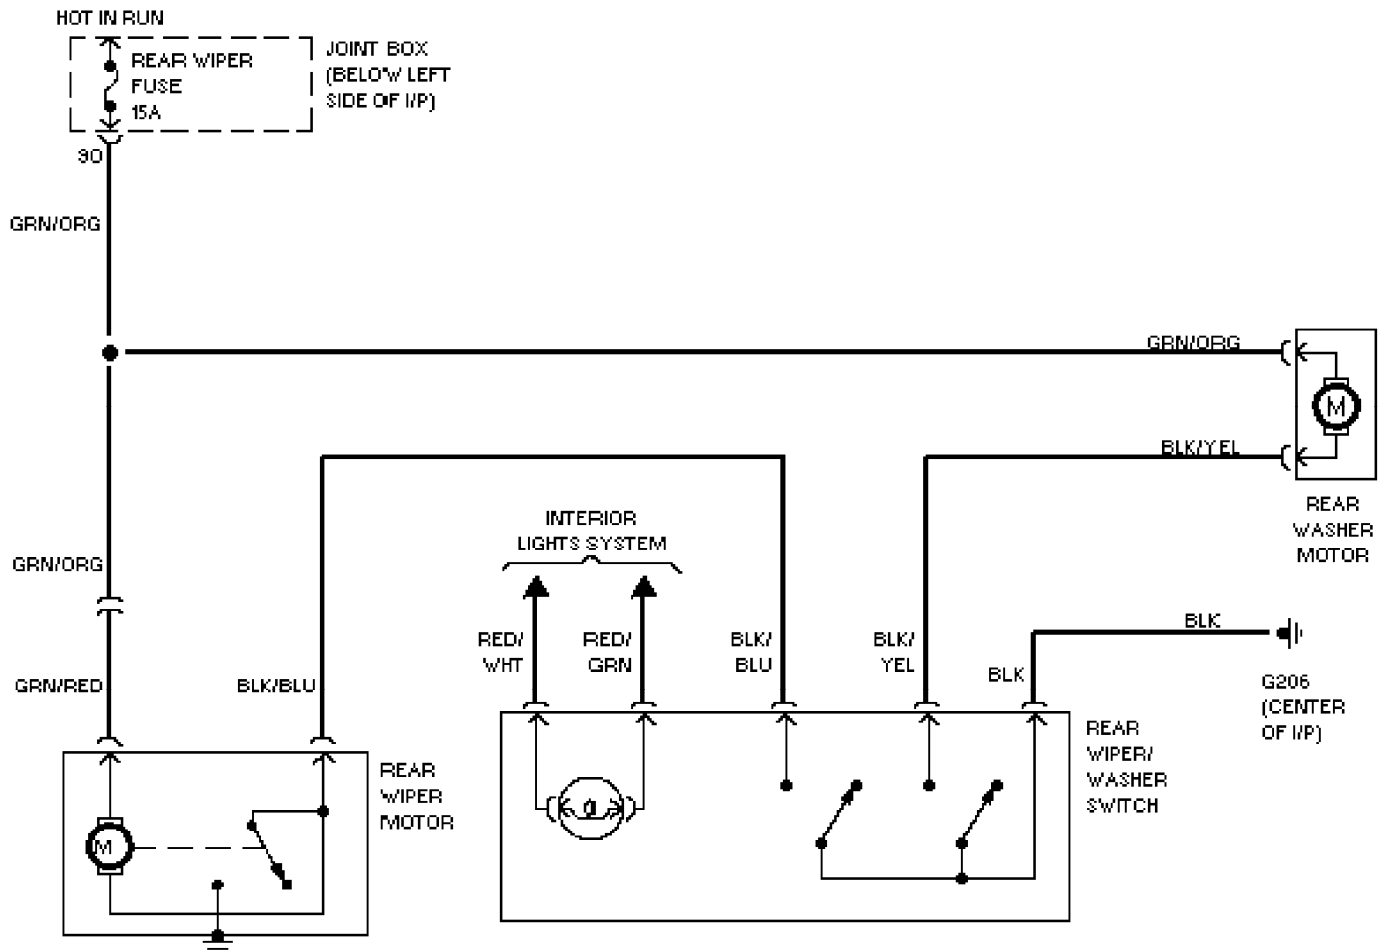 HOT IN RUN
REAR WIPER
FUSE
15A
JOINT BOX
(BELOW LEFT
SIDE OF I/P)
30
GRN/ORG
GRN/ORG
M
BLK/YEL
REAR
WASHER
MOTOR
INTERIOR
LIGHTS SYSTEM
GRN/ORG
RED/
WHT
RED/
GRN
BLK/
BLU
BLK/
YEL
BLK
BLK
G206
(CENTER
OF I/P)
GRN/RED
BLK/BLU
REAR
WIPER
MOTOR
M
REAR
WIPER/
WASHER
SWITCH